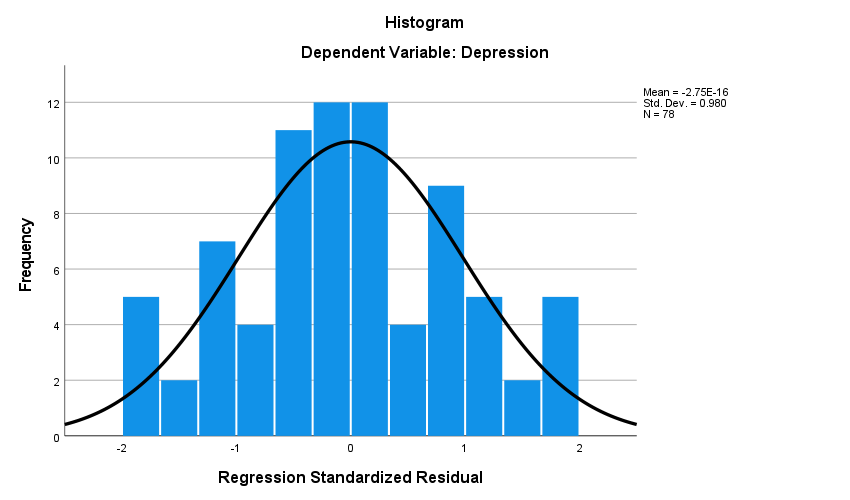 Histogram
Dependent Variable: Depression
Mean = -2.75E-16
Std. Dev. = 0.980
N = 78
Frequency
12
10
8
6
4
2
0
-2 -1 0 1 2
Regression Standardized Residual